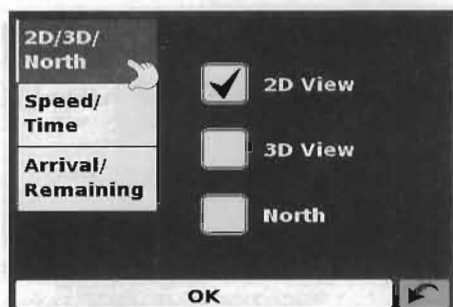 2D/3D/
North
Speed/
Time
Arrival/
Remaining
2D View
3D View
North
OK